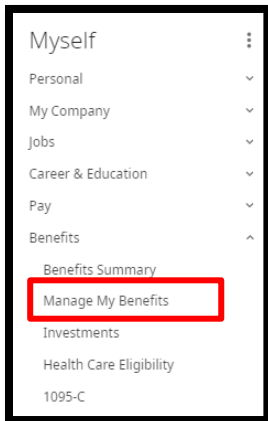 Myself
Personal
My Company
Jobs
Career & Education
Pay
Benefits
Benefits Summary
Manage My Benefits
Investments
Health Care Eligibility
1095-C